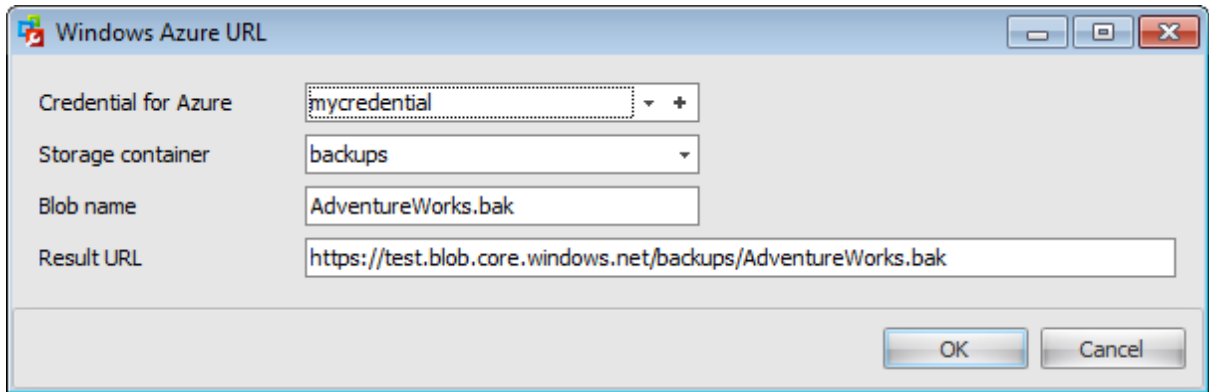 Windows Azure URL
Credential for Azure mycredential
Storage container backups
Blob name AdventureWorks.bak
Result URL https://test.blob.core.windows.net/backups/AdventureWorks.bak
OK Cancel